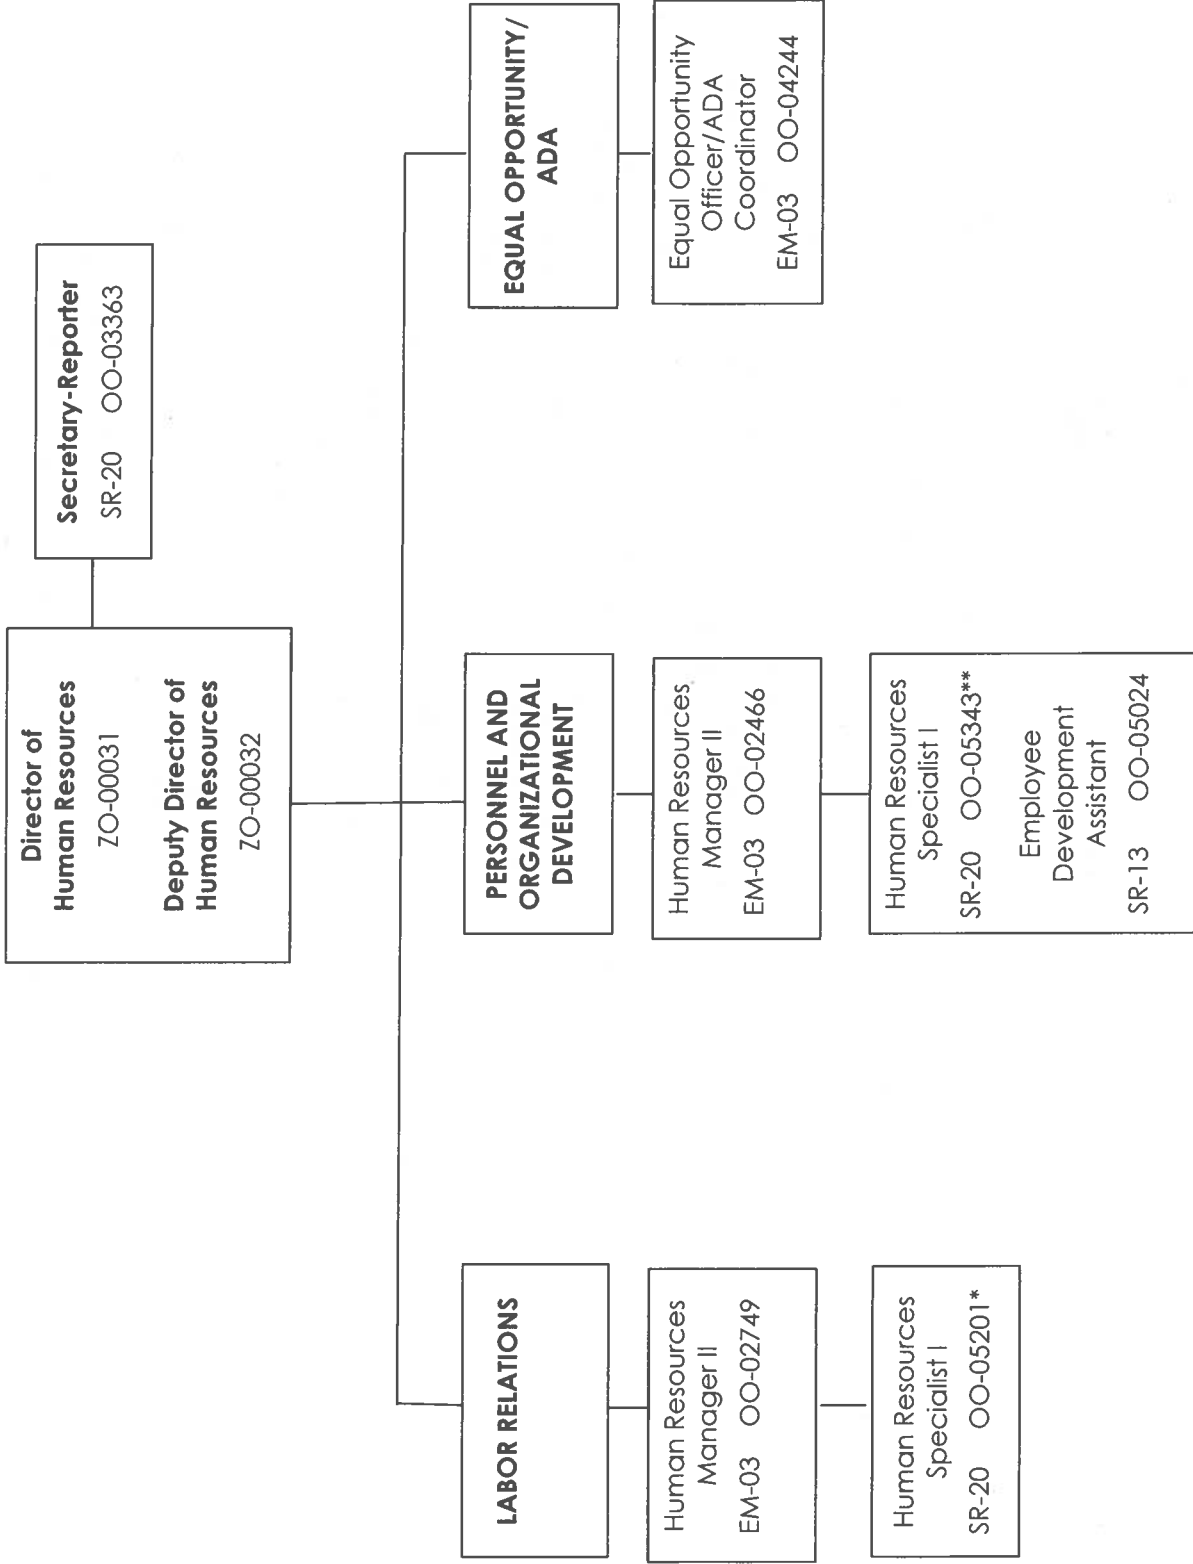 Director of
Human Resources
ZO-00031
Deputy Director of
Human Resources
ZO-00032
Secretary-Reporter
SR-20 OO-03363
LABOR RELATIONS
Human Resources
Manager II
EM-03 OO-02749
Human Resources
Specialist I
SR-20 OO-05201*
PERSONNEL AND
ORGANIZATIONAL
DEVELOPMENT
Human Resources
Manager II
EM-03 OO-02466
Human Resources
Specialist I
SR-20 OO-05343**
Employee
Development
Assistant
SR-13 OO-05024
EQUAL OPPORTUNITY/
ADA
Equal Opportunity
Officer/ADA
Coordinator
EM-03 OO-04244